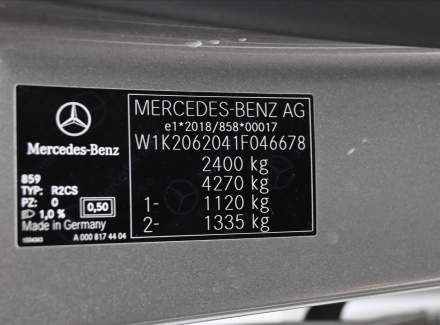 Mercedes-Benz
859
TYP: R2CS
PZ: 0
1,0 % 0,50
Made in Germany
A 000 817 44 04
MERCEDES-BENZ AG
e1*2018/858*00017
W1K2062041F046678
2400 kg
4270 kg
1- 1120 kg
2- 1335 kg